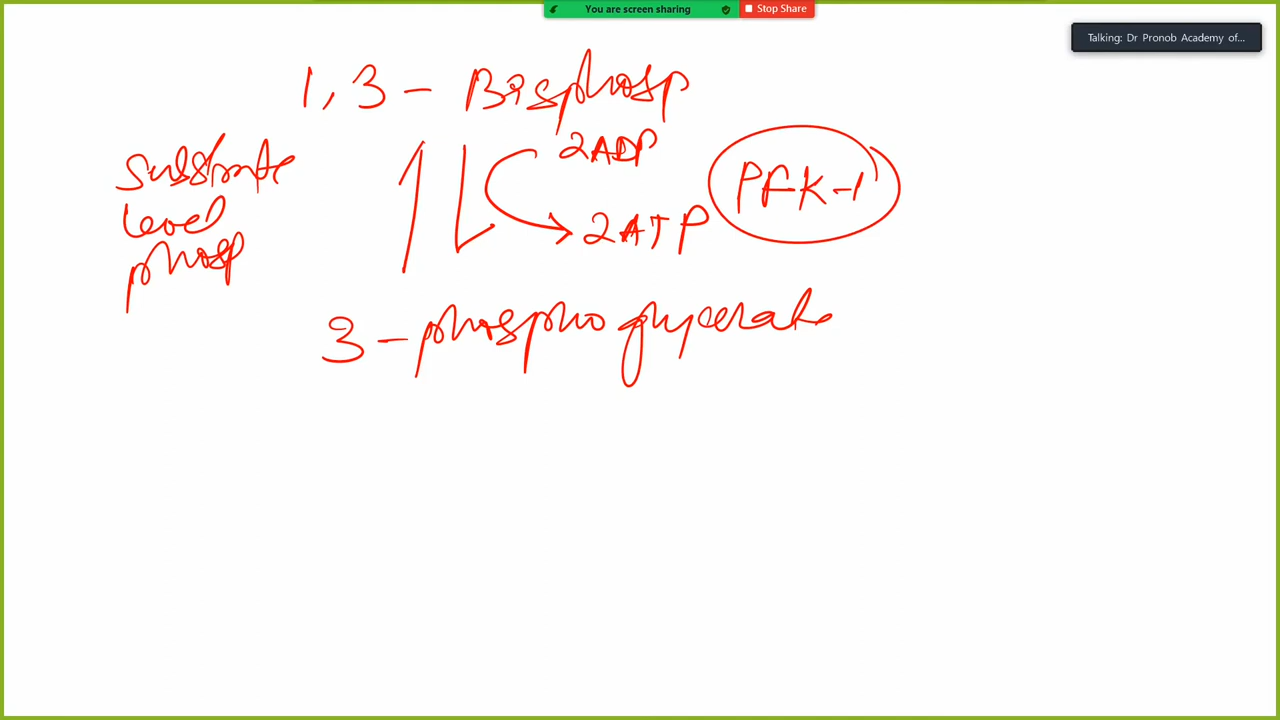 You are screen sharing
Stop Share
Talking: Dr Pronob Academy of...
1,3 - Bisphosp
2ADP
substrate
level
phosp
PFK-1
2ATP
3-phosphoglycerate